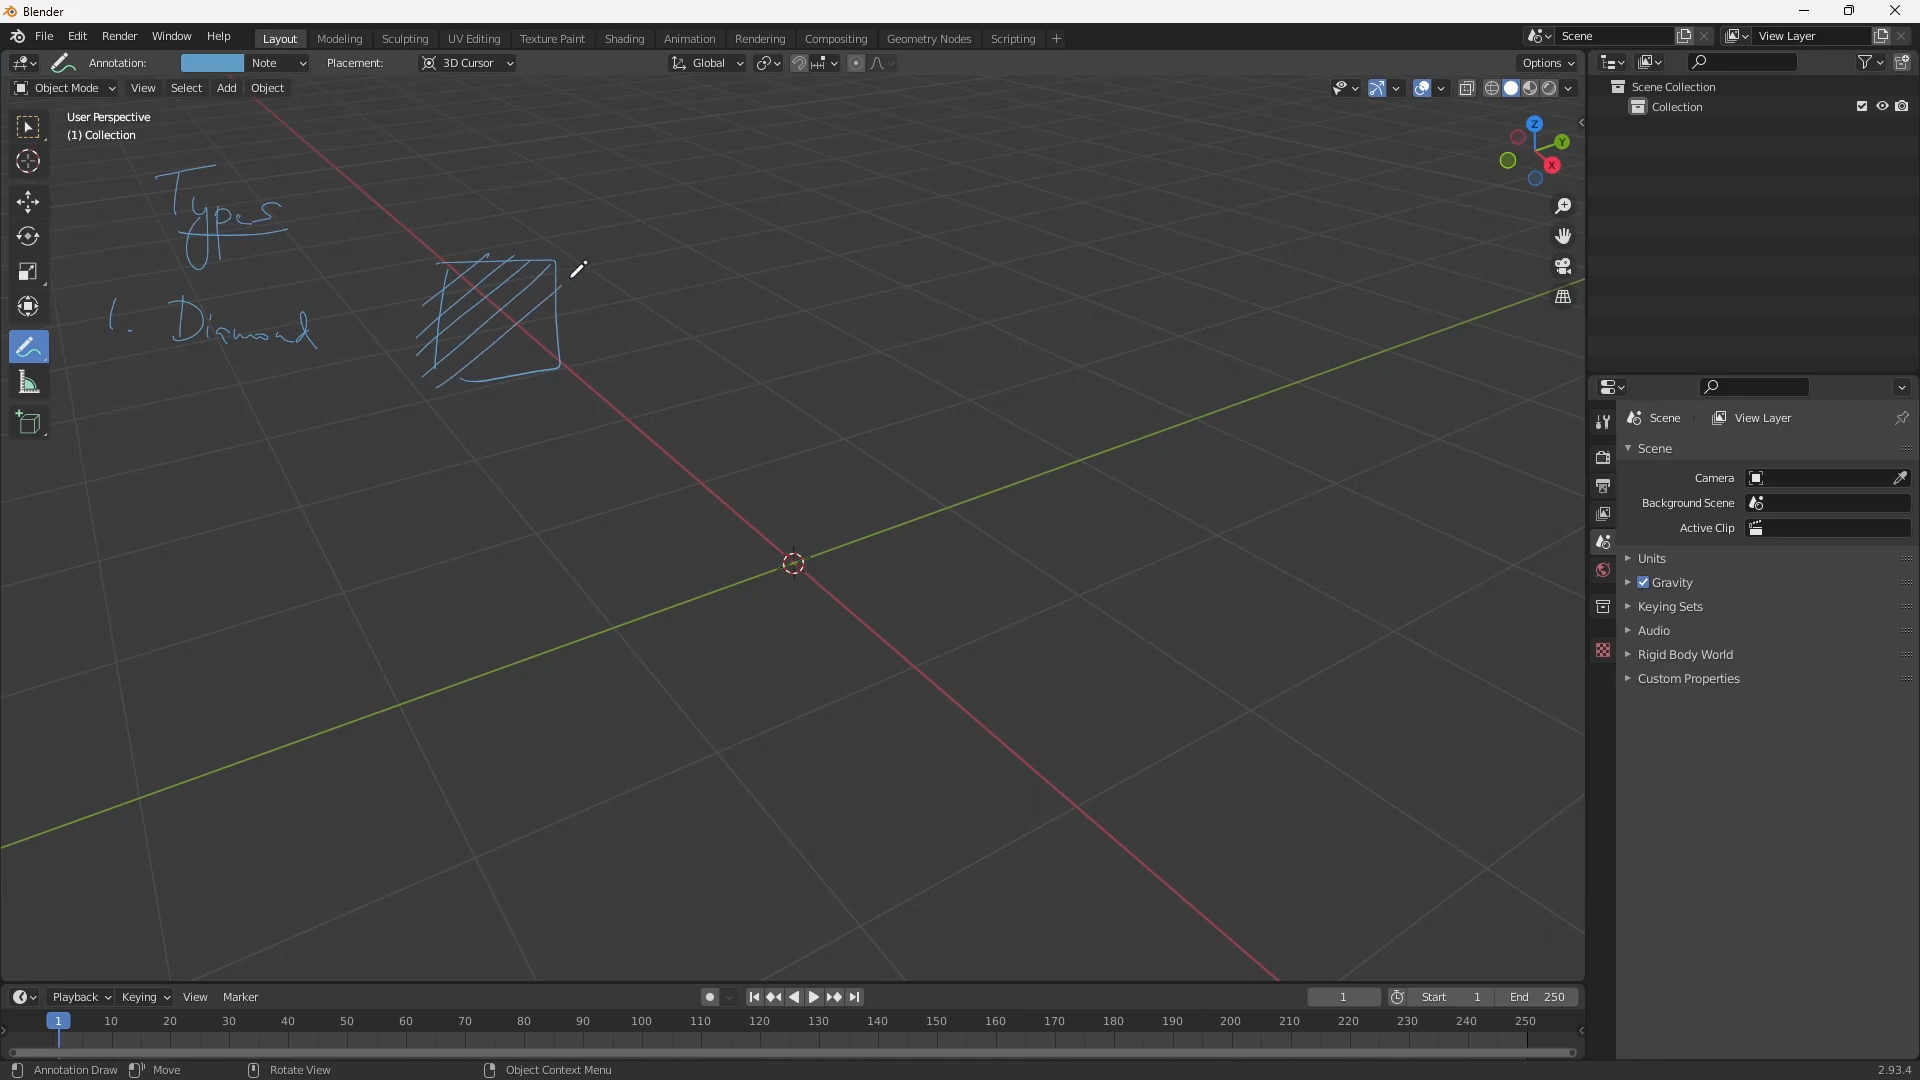 Blender
File Edit Render Window Help Layout Modeling Sculpting UV Editing Texture Paint Shading Animation Rendering Compositing Geometry Nodes Scripting + Scene View Layer
Annotation: Note Placement: 3D Cursor Global Options
Object Mode View Select Add Object
User Perspective
(1) Collection
Z
Y
X
Types
1. Diamond
Scene Collection
Collection
Scene View Layer
Scene
Camera
Background Scene
Active Clip
Units
Gravity
Keying Sets
Audio
Rigid Body World
Custom Properties
Playback Keying View Marker 1 Start 1 End 250
1 10 20 30 40 50 60 70 80 90 100 110 120 130 140 150 160 170 180 190 200 210 220 230 240 250
Annotation Draw Move Rotate View Object Context Menu 2.93.4